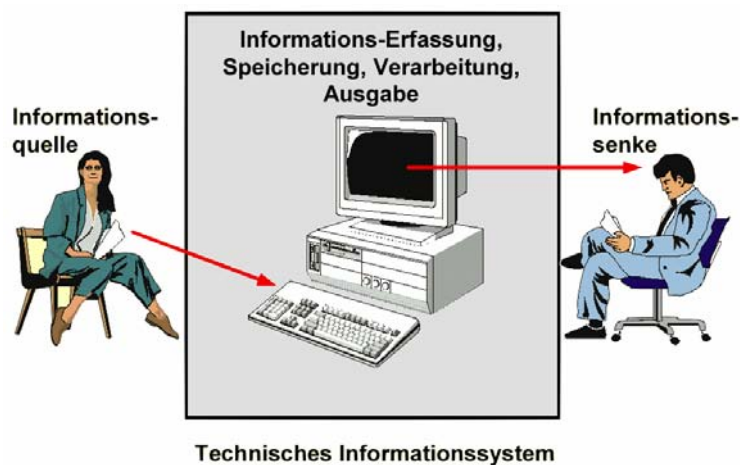 Informations-Erfassung,
Speicherung, Verarbeitung,
Ausgabe
Informations-
quelle
Informations-
senke
Technisches Informationssystem